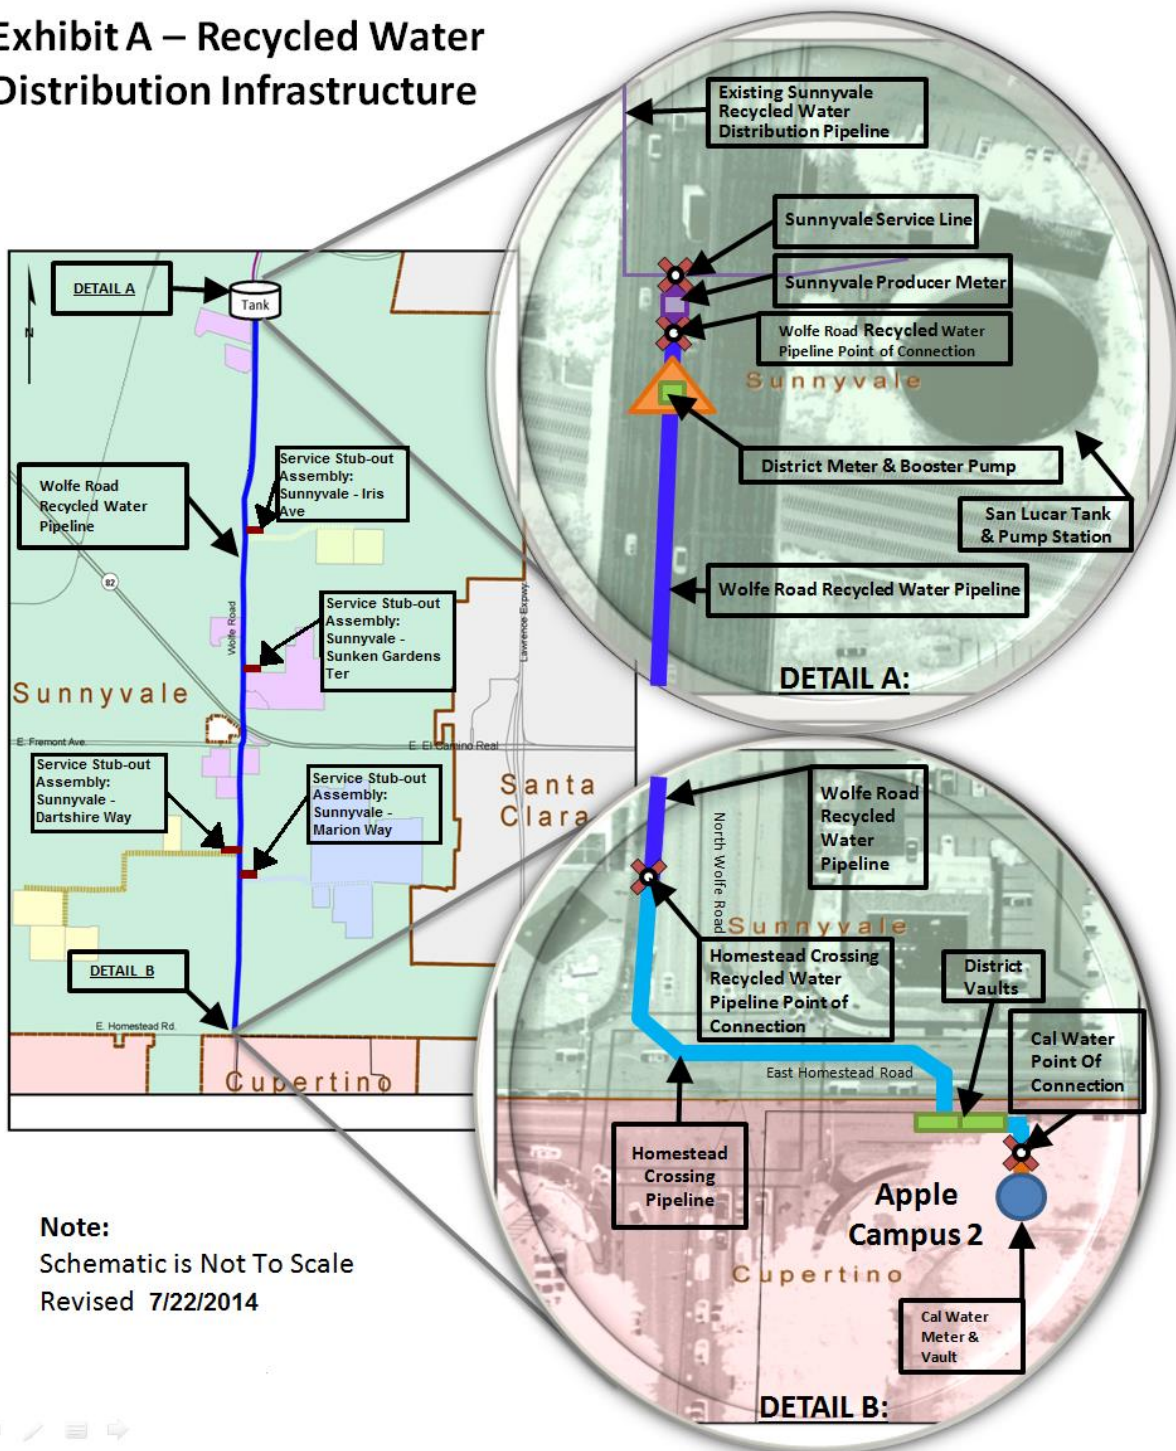 Exhibit A – Recycled Water
Distribution Infrastructure
DETAIL A
Tank
N
Wolfe Road
Recycled Water
Pipeline
Service Stub-out
Assembly:
Sunnyvale - Iris
Ave
82
Wolfe Road
Service Stub-out
Assembly:
Sunnyvale -
Sunken Gardens
Ter
Lawrence Expwy.
Sunnyvale
E. Fremont Ave.
E. El Camino Real
Service Stub-out
Assembly:
Sunnyvale -
Dartshire Way
Service Stub-out
Assembly:
Sunnyvale -
Marion Way
Santa
Clara
DETAIL B
E. Homestead Rd.
Cupertino
Existing Sunnyvale
Recycled Water
Distribution Pipeline
Sunnyvale Service Line
Sunnyvale Producer Meter
Wolfe Road Recycled Water
Pipeline Point of Connection
Sunnyvale
District Meter & Booster Pump
San Lucar Tank
& Pump Station
Wolfe Road Recycled Water Pipeline
DETAIL A:
Wolfe Road
Recycled
Water
Pipeline
North Wolfe Road
Sunnyvale
Homestead Crossing
Recycled Water
Pipeline Point of
Connection
District
Vaults
Cal Water
Point Of
Connection
East Homestead Road
Homestead
Crossing
Pipeline
Apple
Campus 2
Cupertino
Cal Water
Meter &
Vault
DETAIL B:
Note:
Schematic is Not To Scale
Revised 7/22/2014